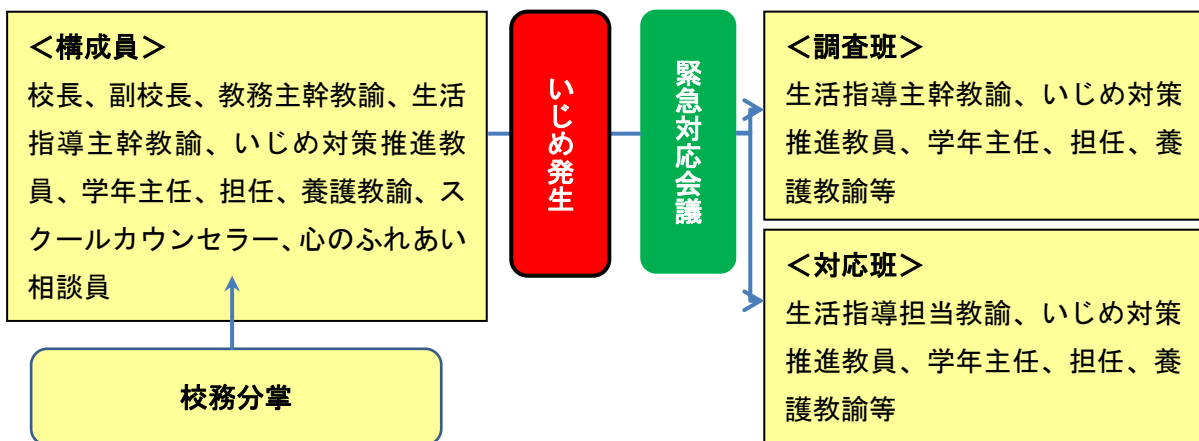 ＜構成員＞
校長、副校長、教務主幹教諭、生活
指導主幹教諭、いじめ対策推進教
員、学年主任、担任、養護教諭、ス
クールカウンセラー、心のふれあい
相談員
校務分掌
いじめ発生
緊急対応会議
＜調査班＞
生活指導主幹教諭、いじめ対策
推進教員、学年主任、担任、養
護教諭等
＜対応班＞
生活指導担当教諭、いじめ対策
推進教員、学年主任、担任、養
護教諭等